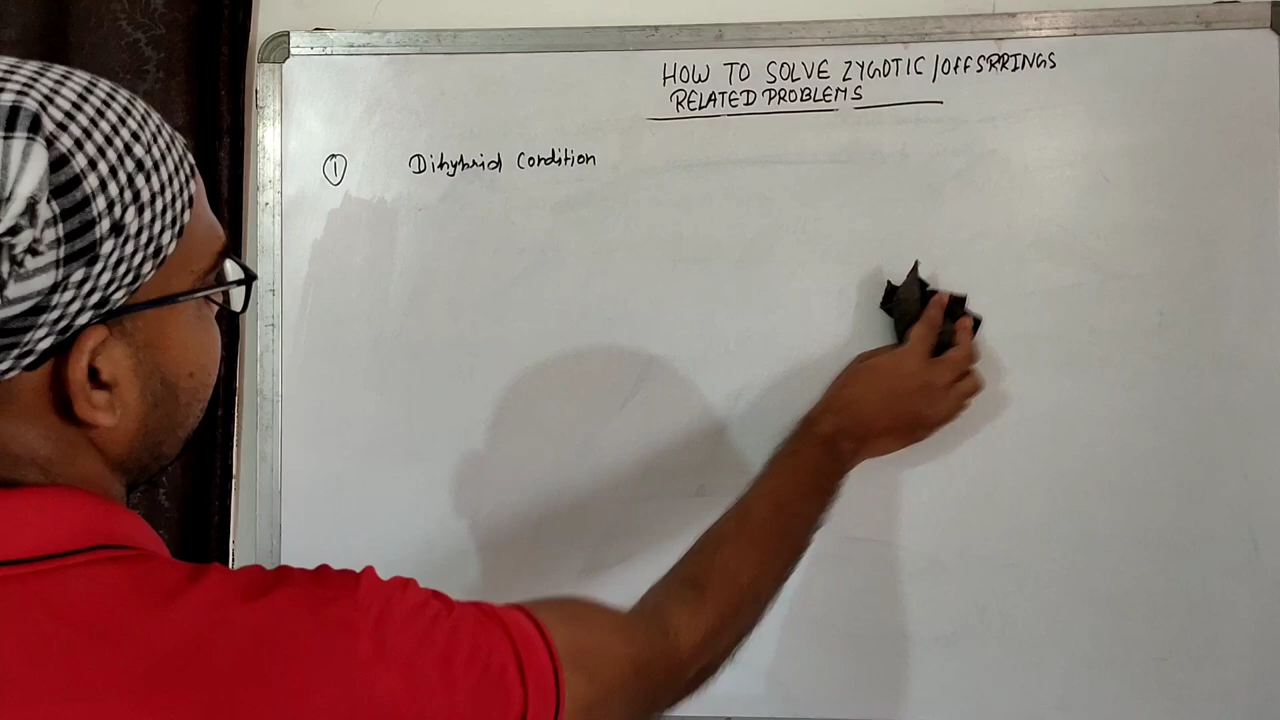 HOW TO SOLVE ZYGOTIC/OFFSRRINGS
RELATED PROBLEMS
① Dihybrid Condition